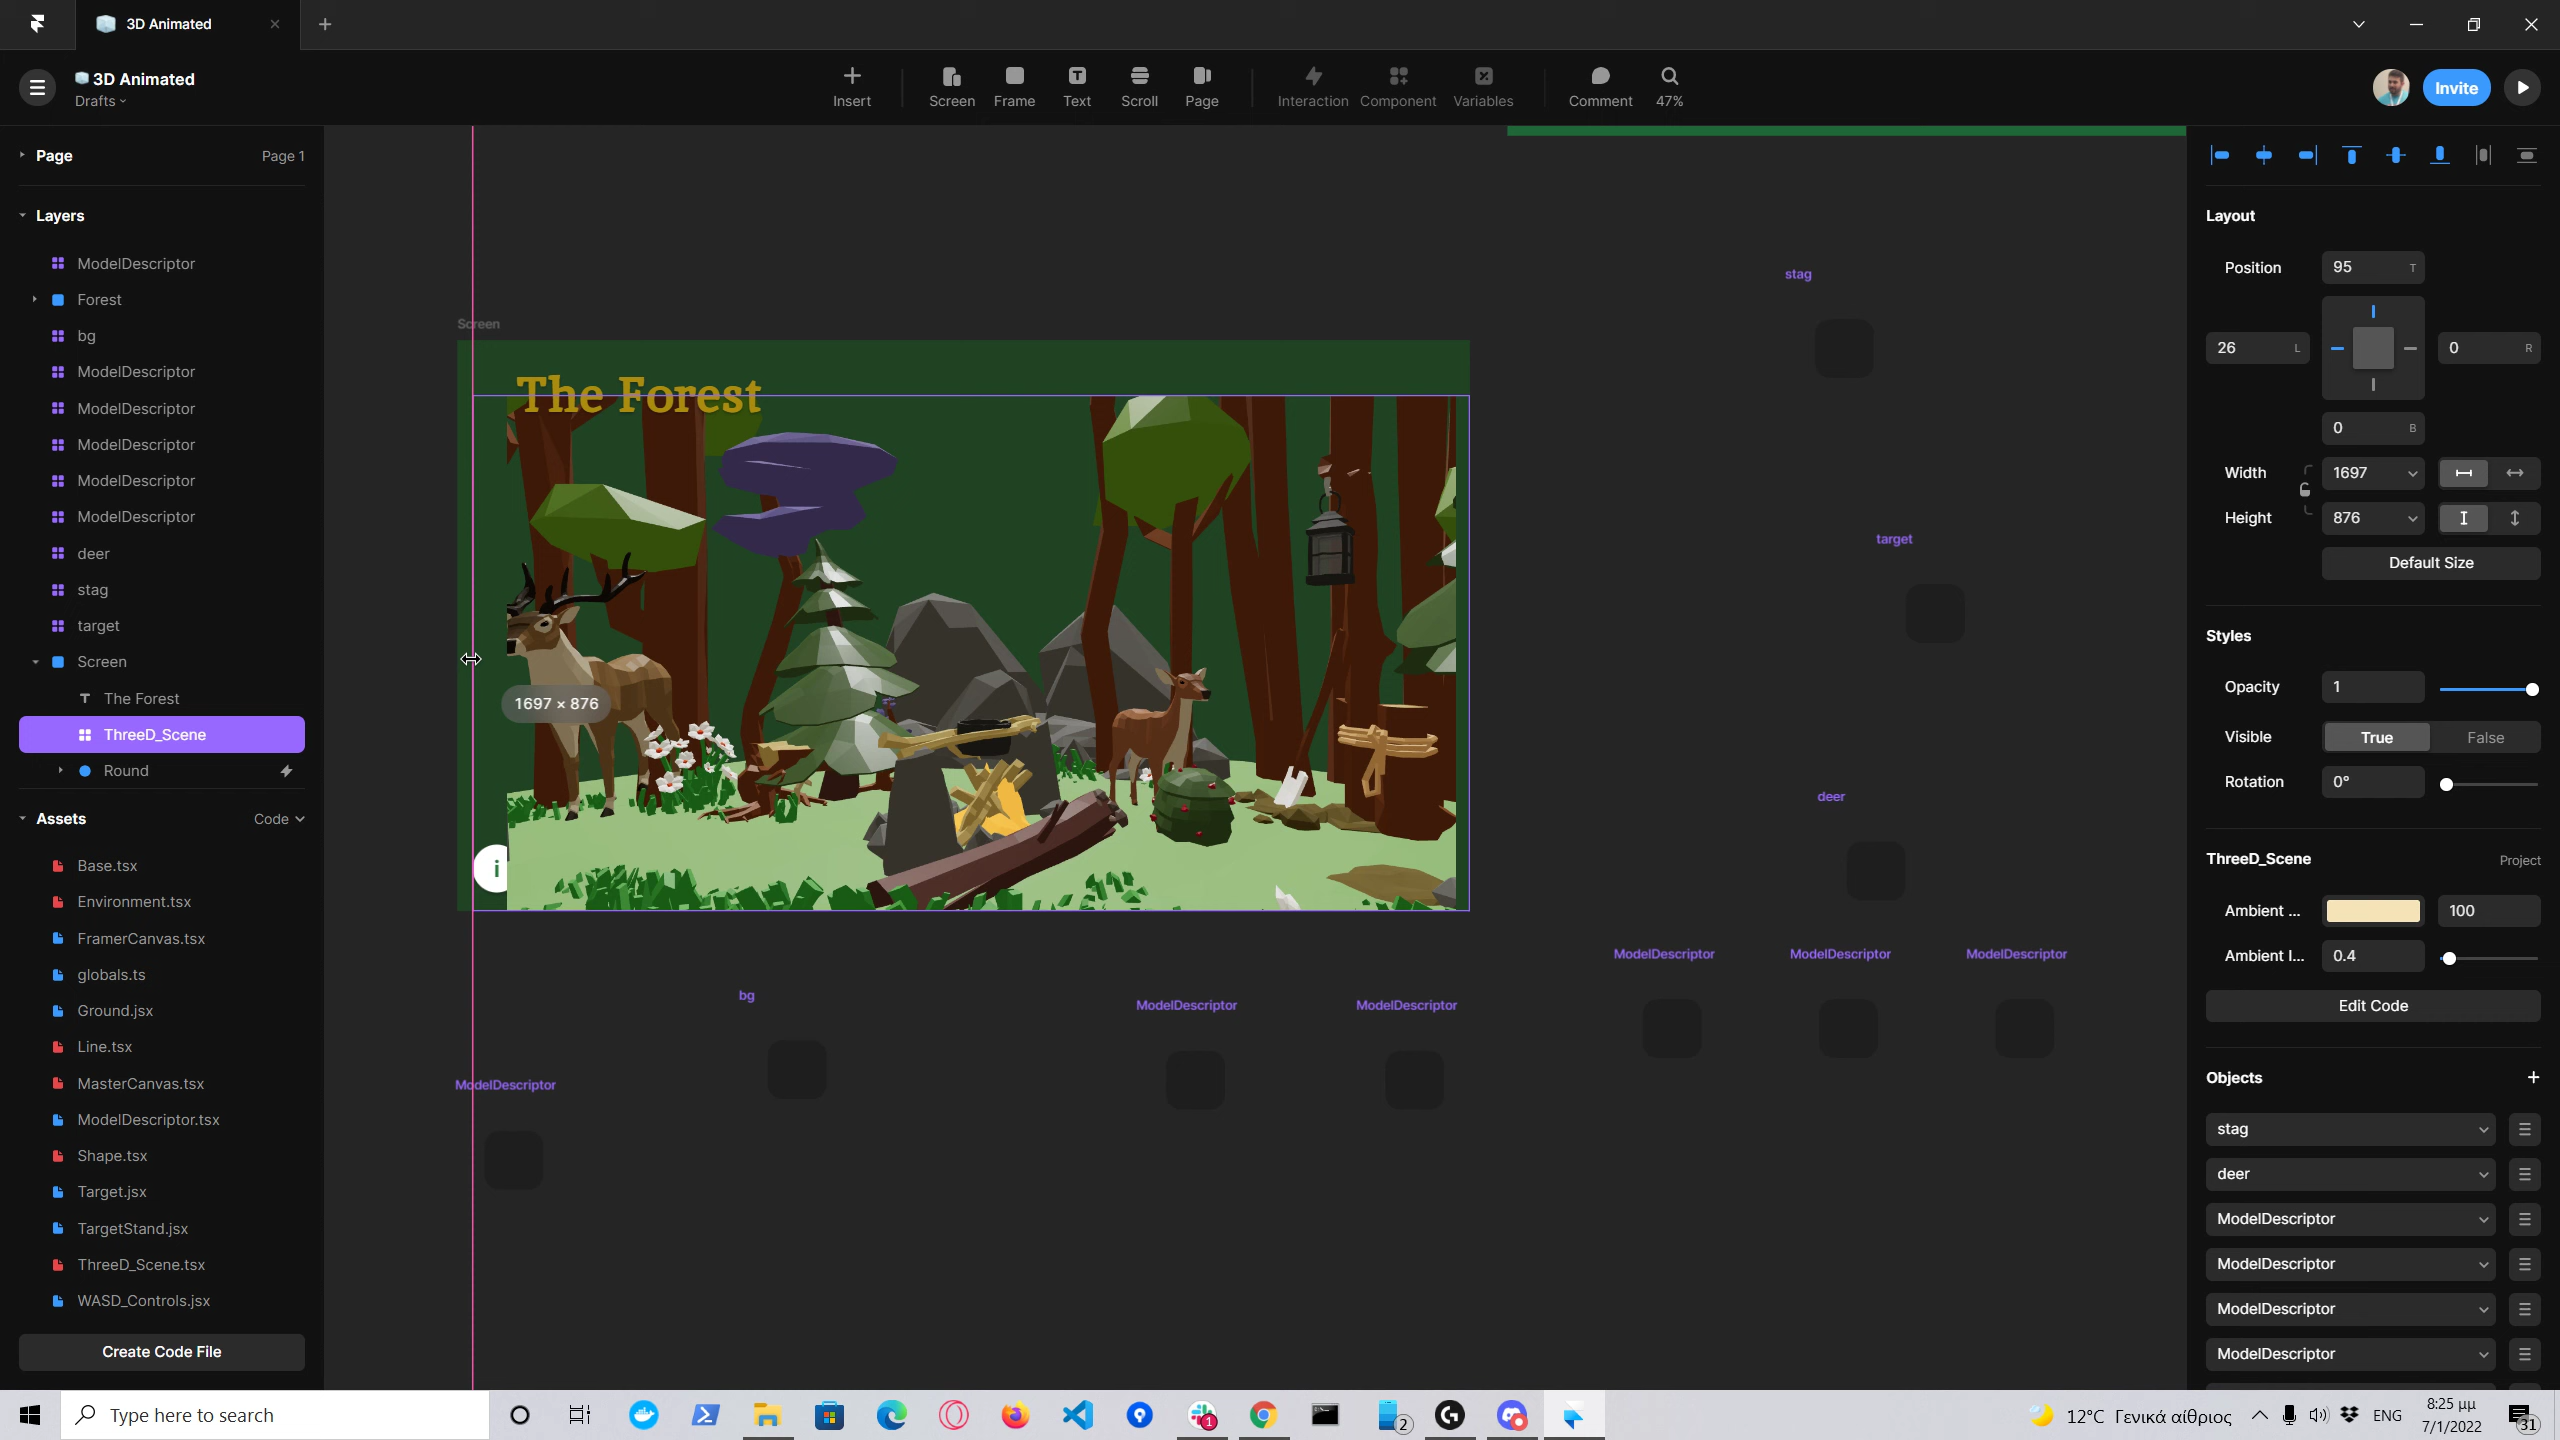 3D Animated
3D Animated
Drafts
Insert
Screen
Frame
Text
Scroll
Page
Interaction
Component
Variables
Comment
47%
Invite
Page
Page 1
Layers
ModelDescriptor
Forest
bg
ModelDescriptor
ModelDescriptor
ModelDescriptor
ModelDescriptor
ModelDescriptor
deer
stag
target
Screen
The Forest
ThreeD_Scene
Round
Assets
Code
Base.tsx
Environment.tsx
FramerCanvas.tsx
globals.ts
Ground.jsx
Line.tsx
MasterCanvas.tsx
ModelDescriptor.tsx
Shape.tsx
Target.jsx
TargetStand.jsx
ThreeD_Scene.tsx
WASD_Controls.jsx
Create Code File
Screen
The Forest
1697 × 876
i
stag
target
deer
ModelDescriptor
ModelDescriptor
ModelDescriptor
bg
ModelDescriptor
ModelDescriptor
ModelDescriptor
Layout
Position
95 T
26 L
0 R
0 B
Width
1697
Height
876
Default Size
Styles
Opacity
1
Visible
True
False
Rotation
0°
ThreeD_Scene
Project
Ambient ...
100
Ambient I...
0.4
Edit Code
Objects
stag
deer
ModelDescriptor
ModelDescriptor
ModelDescriptor
ModelDescriptor
Type here to search
1
2
12°C Γενικά αίθριος
ENG
8:25 μμ
7/1/2022
31